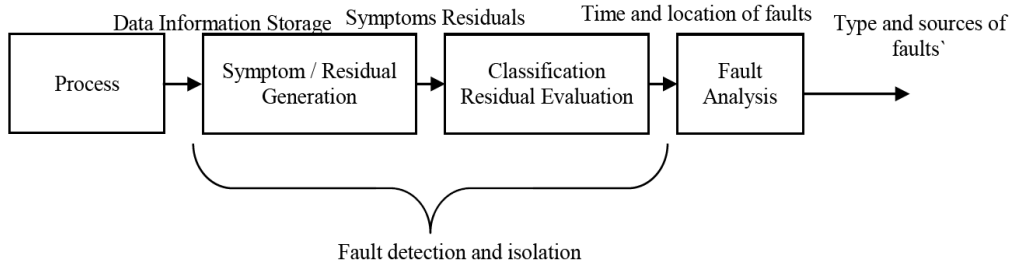 Data Information Storage
Symptoms Residuals
Time and location of faults
Type and sources of
faults`
Process
Symptom / Residual
Generation
Classification
Residual Evaluation
Fault
Analysis
Fault detection and isolation